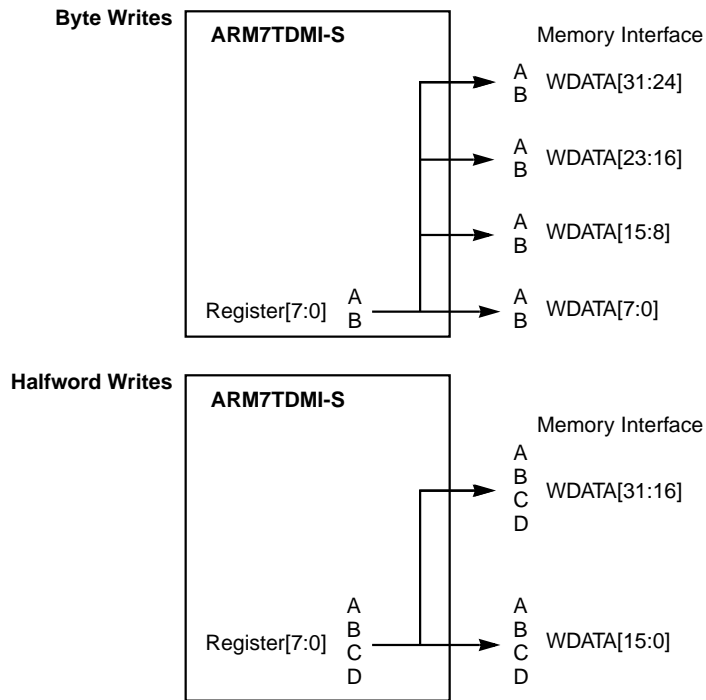 Byte Writes
ARM7TDMI-S
Memory Interface
A
B
WDATA[31:24]
A
B
WDATA[23:16]
A
B
WDATA[15:8]
Register[7:0]
A
B
A
B
WDATA[7:0]
Halfword Writes
ARM7TDMI-S
Memory Interface
A
B
C
D
WDATA[31:16]
Register[7:0]
A
B
C
D
A
B
C
D
WDATA[15:0]